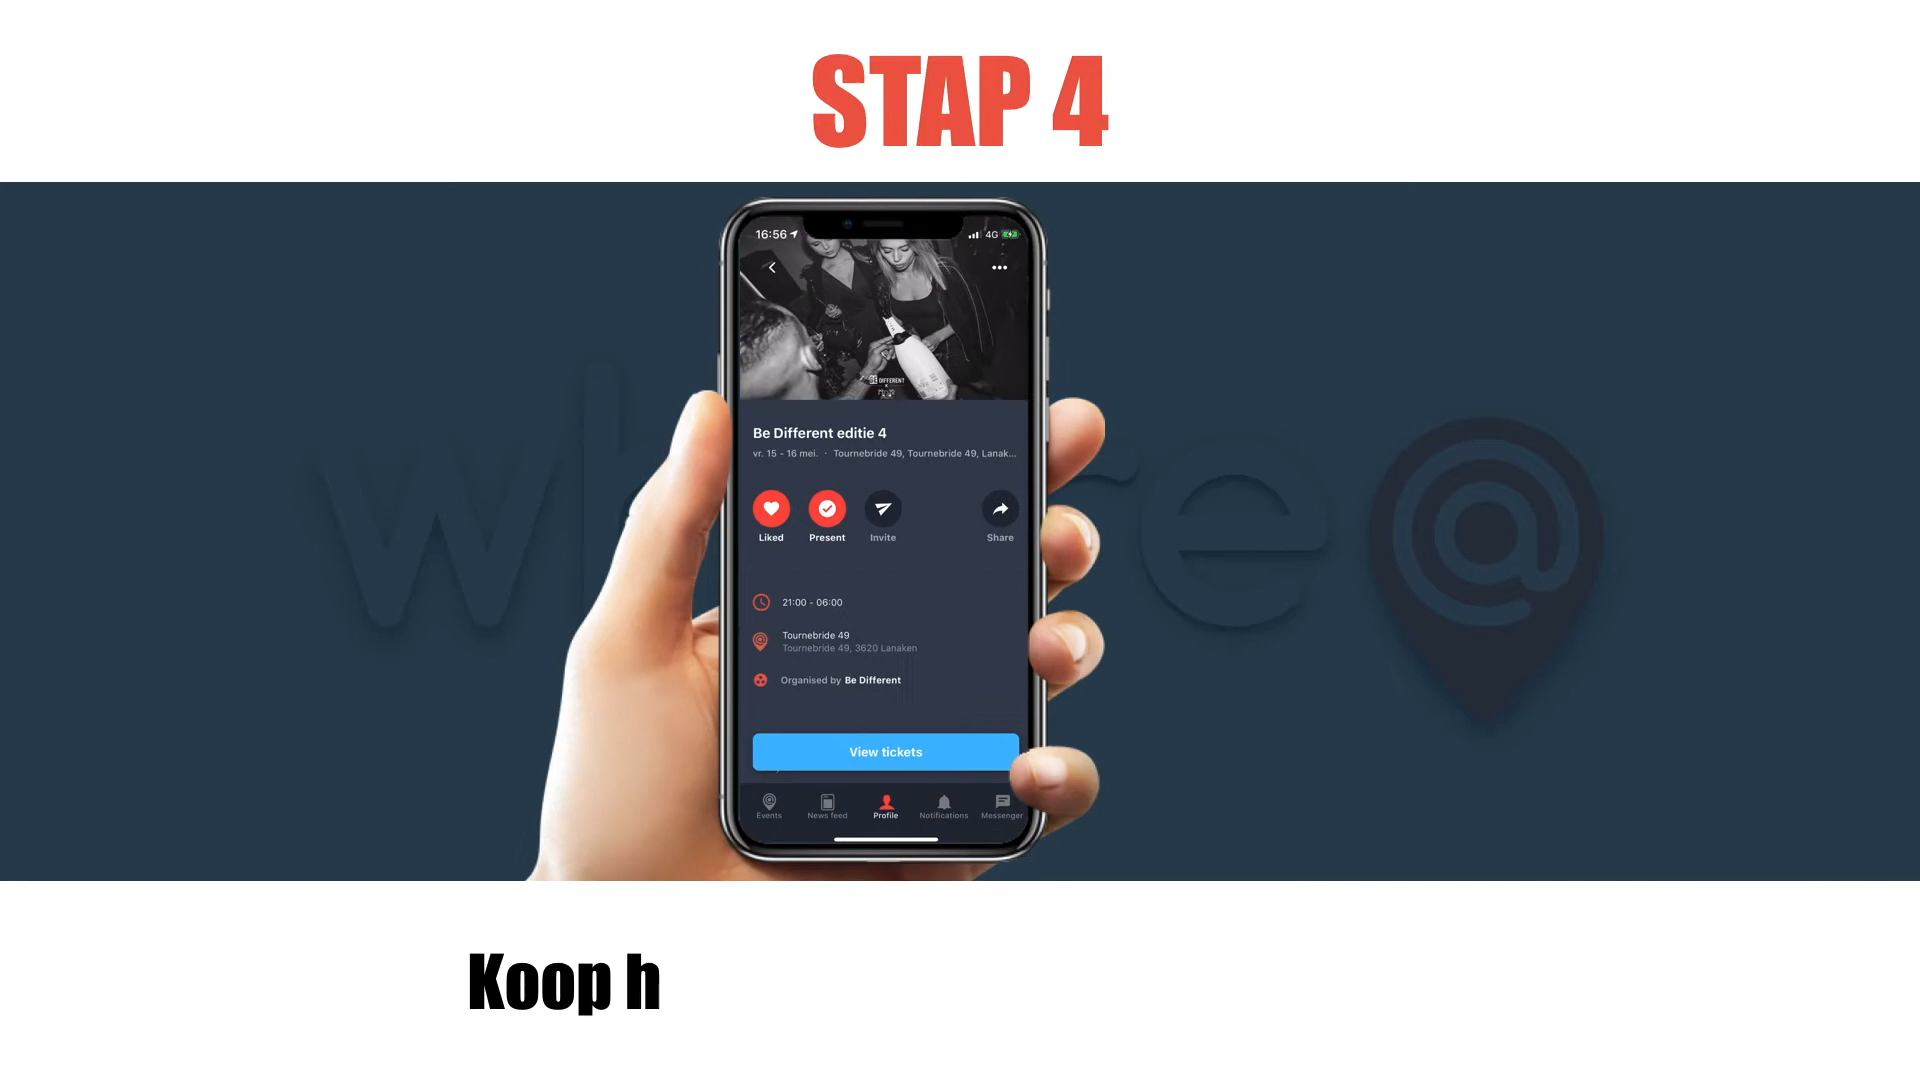 STAP 4
16:56
4G
BE DIFFERENT
Be Different editie 4
vr. 15 - 16 mei. · Tournebride 49, Tournebride 49, Lanak...
Liked Present Invite Share
21:00 - 06:00
Tournebride 49
Tournebride 49, 3620 Lanaken
Organised by Be Different
View tickets
Events News feed Profile Notifications Messenger
Koop h